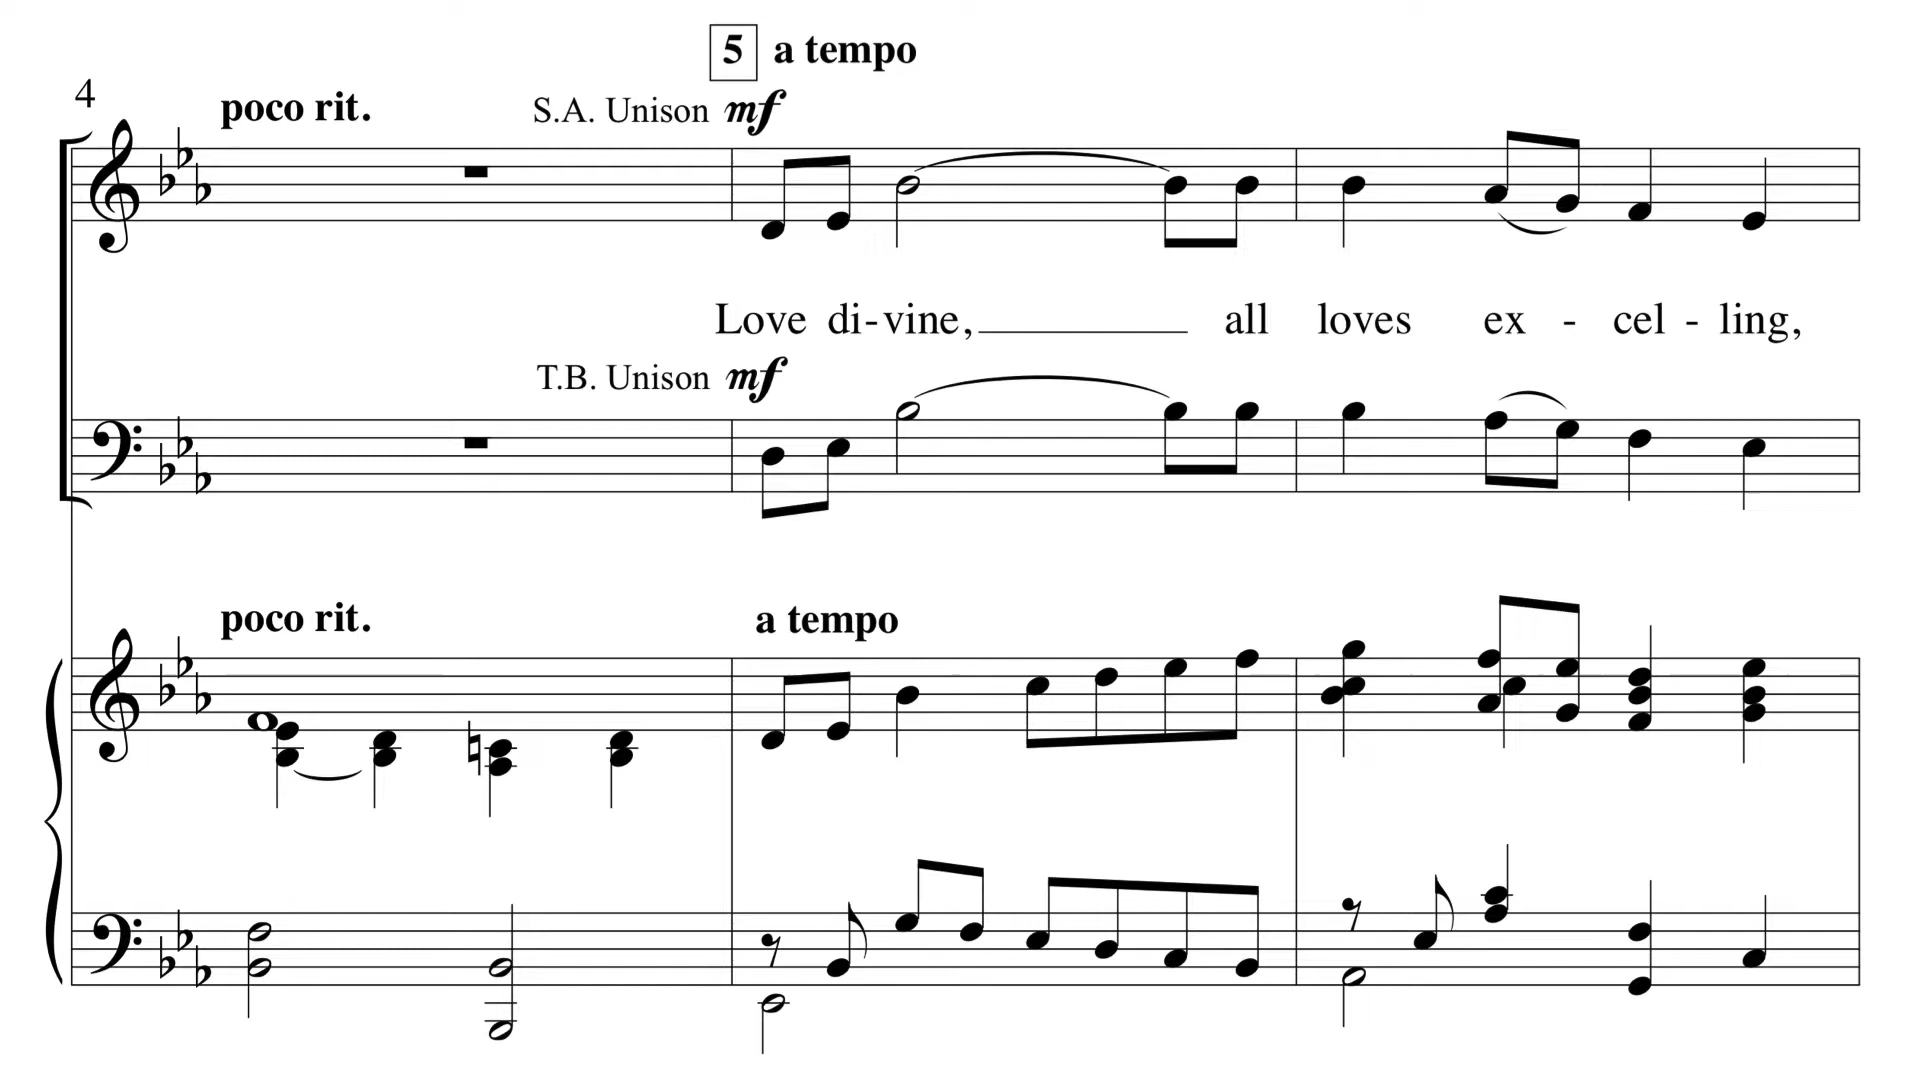 5 a tempo
4
poco rit. S.A. Unison mf
Love di-vine, all loves ex - cel - ling,
T.B. Unison mf
poco rit. a tempo